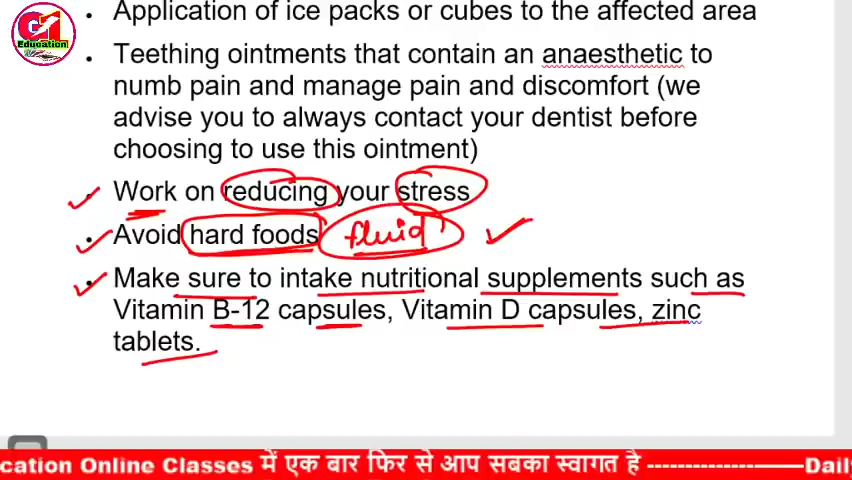 Application of ice packs or cubes to the affected area
GI
Education
Teething ointments that contain an anaesthetic to
numb pain and manage pain and discomfort (we
advise you to always contact your dentist before
choosing to use this ointment)
Work on reducing your stress
Avoid hard foods fluid
Make sure to intake nutritional supplements such as
Vitamin B-12 capsules, Vitamin D capsules, zinc
tablets.
cation Online Classes में एक बार फिर से आप सबका स्वागत है ---------------——Daily